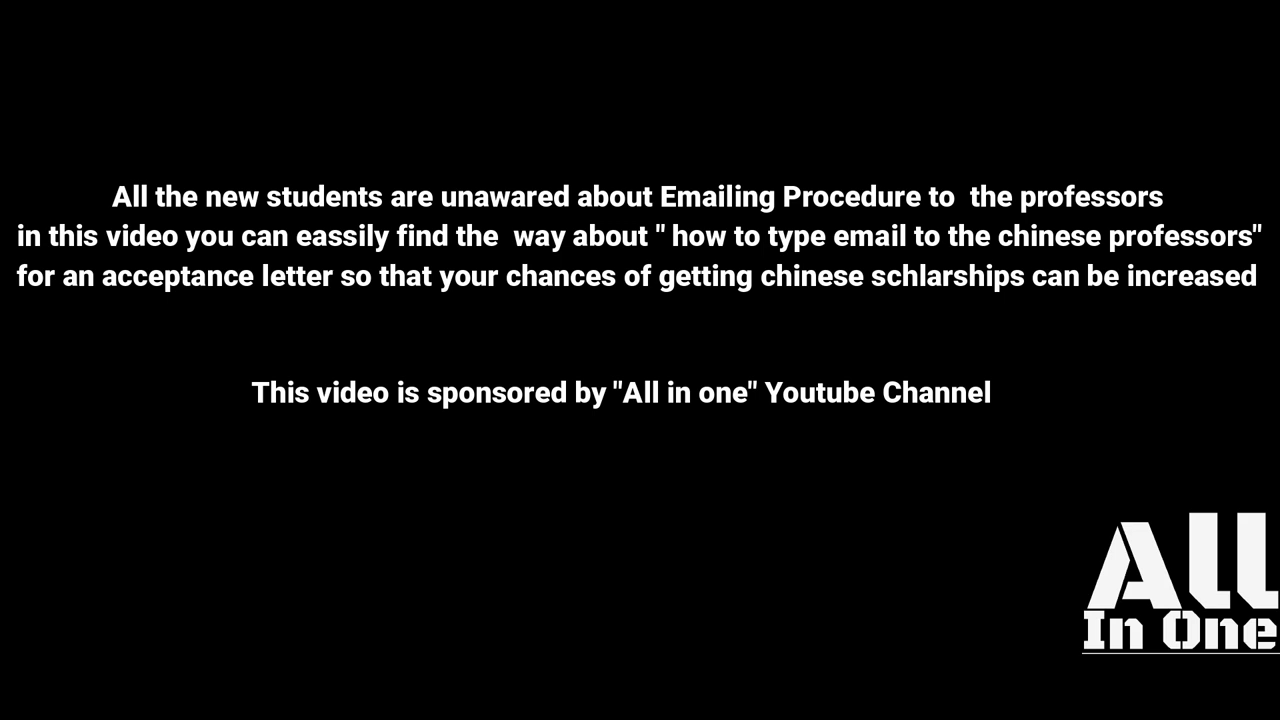 All the new students are unawared about Emailing Procedure to  the professors
in this video you can eassily find the  way about " how to type email to the chinese professors"
for an acceptance letter so that your chances of getting chinese schlarships can be increased
This video is sponsored by "All in one" Youtube Channel
All
In One